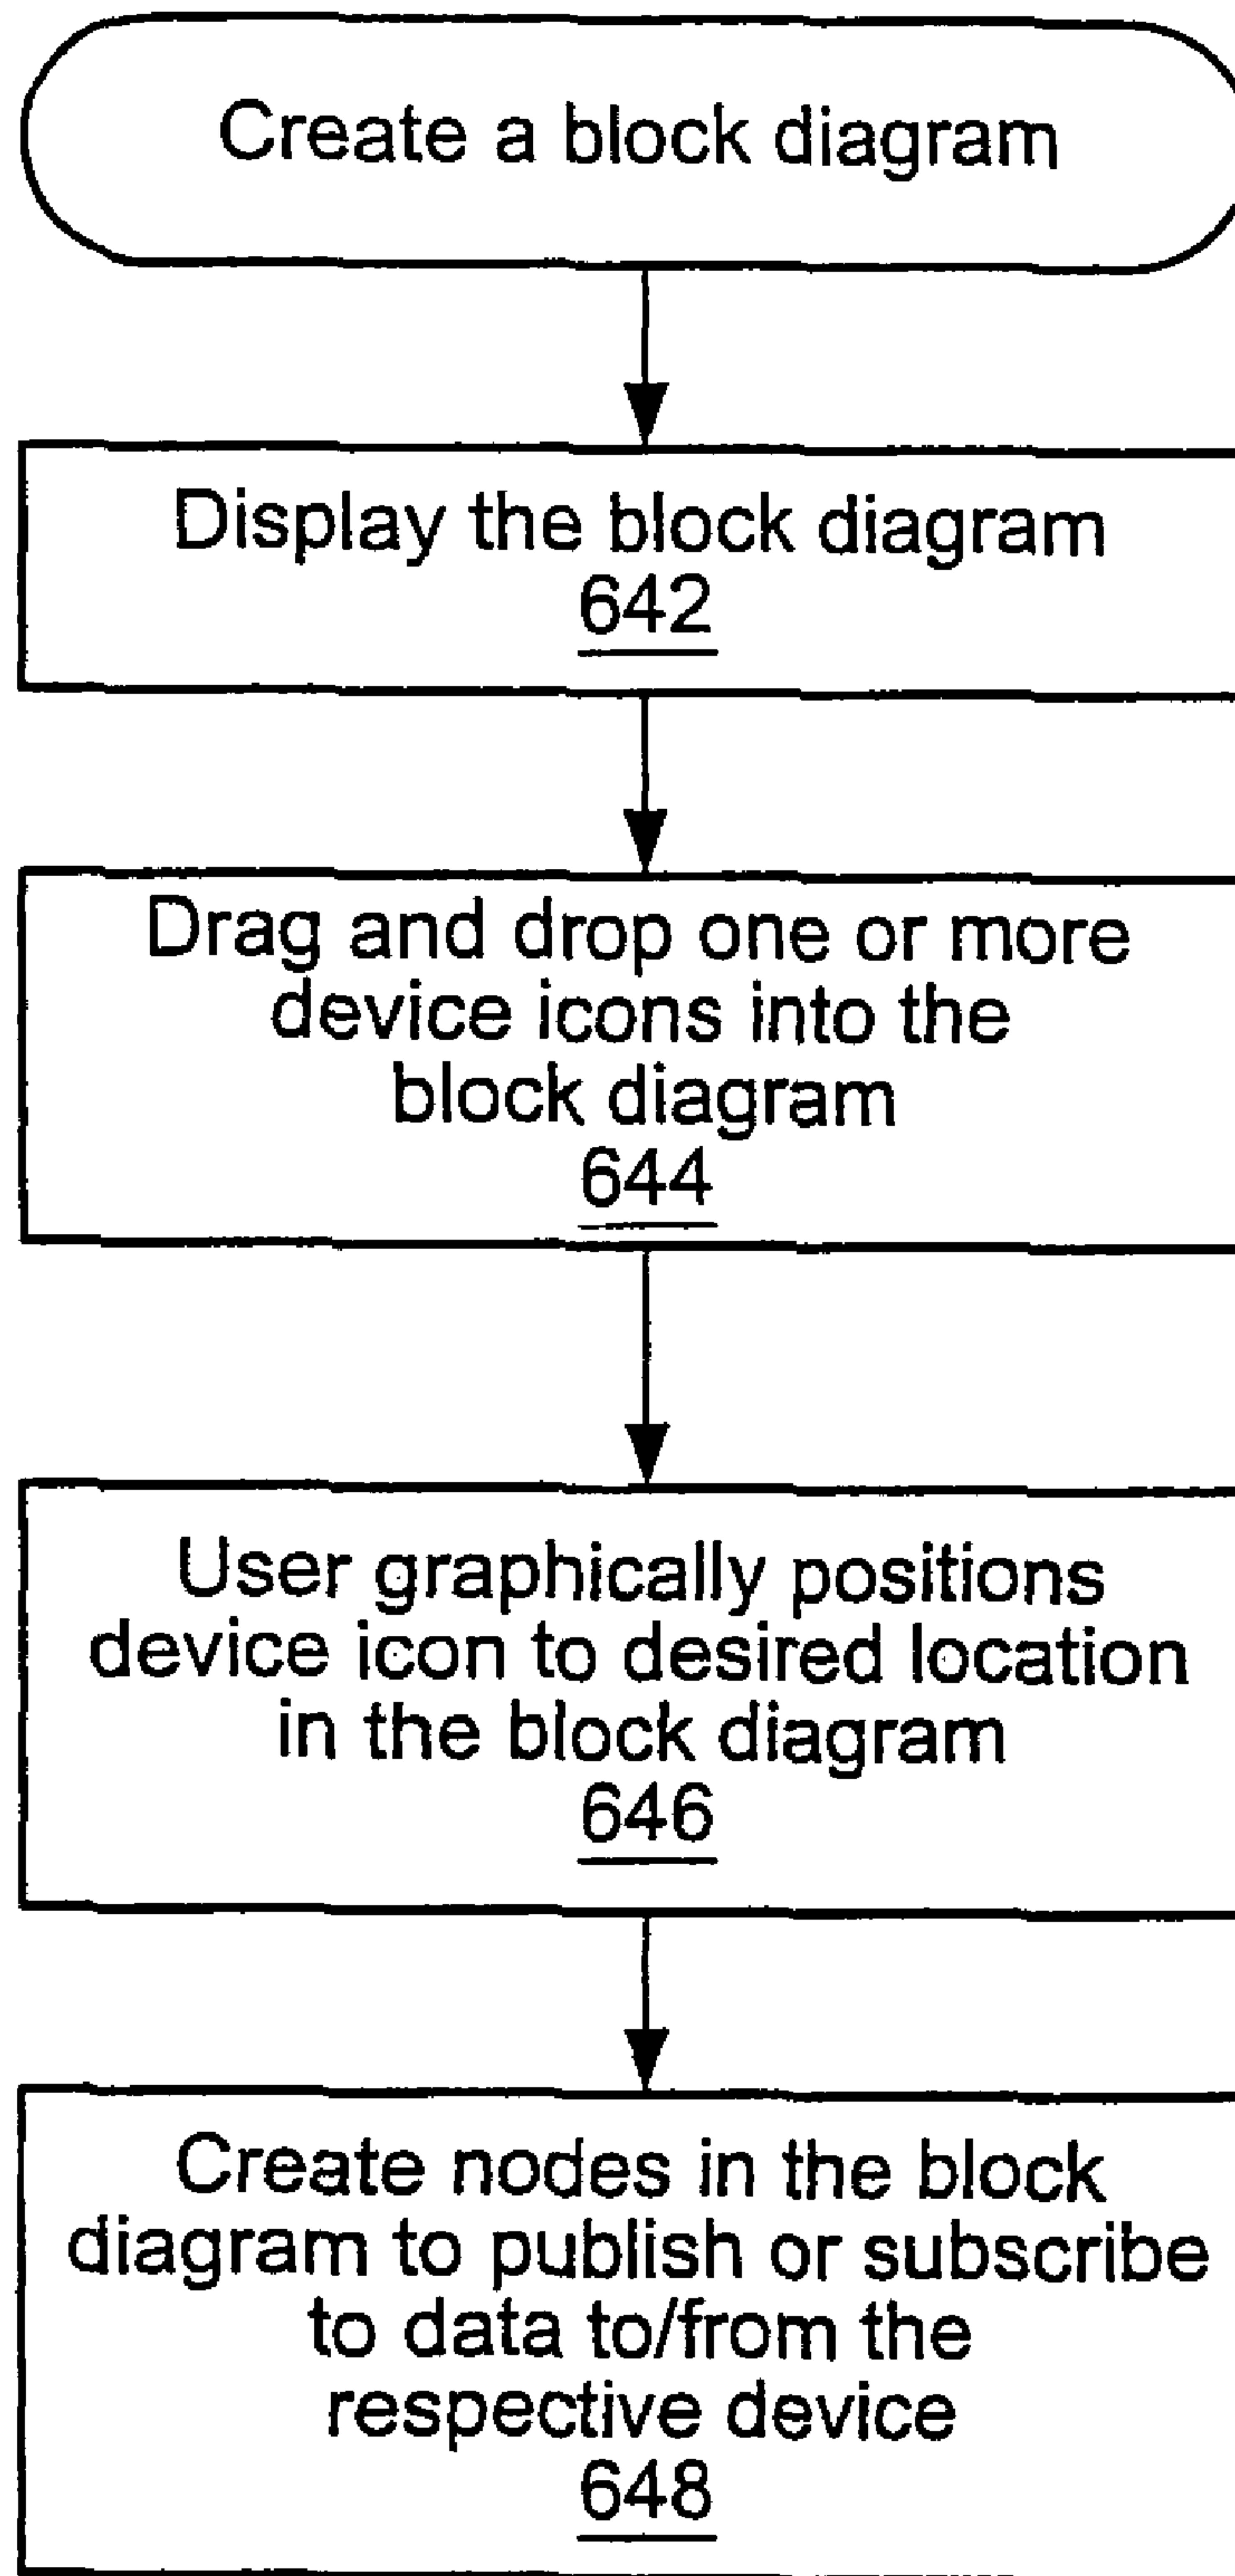 Create a block diagram
Display the block diagram
642
Drag and drop one or more
device icons into the
block diagram
644
User graphically positions
device icon to desired location
in the block diagram
646
Create nodes in the block
diagram to publish or subscribe
to data to/from the
respective device
648